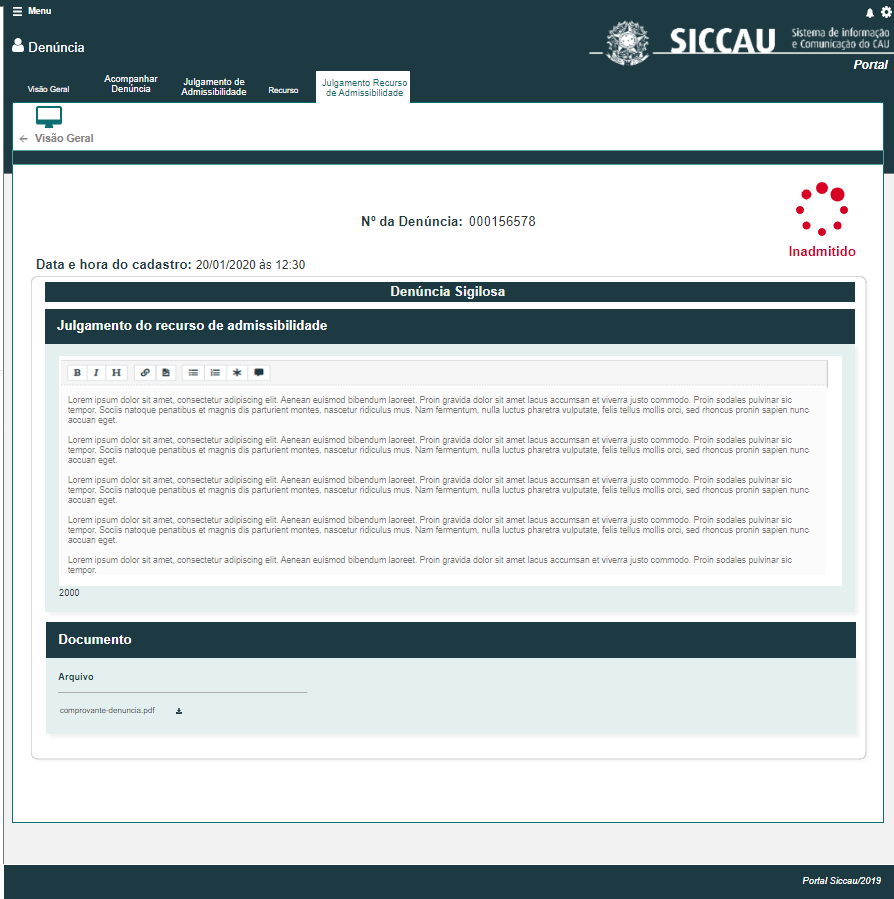 Menu
Denúncia
SICCAU
Sistema de informação
e Comunicação do CAU
Portal
Visão Geral
Acompanhar
Denúncia
Julgamento de
Admissibilidade
Recurso
Julgamento Recurso
de Admissibilidade
← Visão Geral
Nº da Denúncia: 000156578
Inadmitido
Data e hora do cadastro: 20/01/2020 às 12:30
Denúncia Sigilosa
Julgamento do recurso de admissibilidade
B I H
Lorem ipsum dolor sit amet, consectetur adipiscing elit. Aenean euismod bibendum laoreet. Proin gravida dolor sit amet lacus accumsan et viverra justo commodo. Proin sodales pulvinar sic
tempor. Sociis natoque penatibus et magnis dis parturient montes, nascetur ridiculus mus. Nam fermentum, nulla luctus pharetra vulputate, felis tellus mollis orci, sed rhoncus pronin sapien nunc
accuan eget.
Lorem ipsum dolor sit amet, consectetur adipiscing elit. Aenean euismod bibendum laoreet. Proin gravida dolor sit amet lacus accumsan et viverra justo commodo. Proin sodales pulvinar sic
tempor. Sociis natoque penatibus et magnis dis parturient montes, nascetur ridiculus mus. Nam fermentum, nulla luctus pharetra vulputate, felis tellus mollis orci, sed rhoncus pronin sapien nunc
accuan eget.
Lorem ipsum dolor sit amet, consectetur adipiscing elit. Aenean euismod bibendum laoreet. Proin gravida dolor sit amet lacus accumsan et viverra justo commodo. Proin sodales pulvinar sic
tempor. Sociis natoque penatibus et magnis dis parturient montes, nascetur ridiculus mus. Nam fermentum, nulla luctus pharetra vulputate, felis tellus mollis orci, sed rhoncus pronin sapien nunc
accuan eget.
Lorem ipsum dolor sit amet, consectetur adipiscing elit. Aenean euismod bibendum laoreet. Proin gravida dolor sit amet lacus accumsan et viverra justo commodo. Proin sodales pulvinar sic
tempor. Sociis natoque penatibus et magnis dis parturient montes, nascetur ridiculus mus. Nam fermentum, nulla luctus pharetra vulputate, felis tellus mollis orci, sed rhoncus pronin sapien nunc
accuan eget.
Lorem ipsum dolor sit amet, consectetur adipiscing elit. Aenean euismod bibendum laoreet. Proin gravida dolor sit amet lacus accumsan et viverra justo commodo. Proin sodales pulvinar sic
tempor.
2000
Documento
Arquivo
comprovante-denuncia.pdf
Portal Siccau/2019